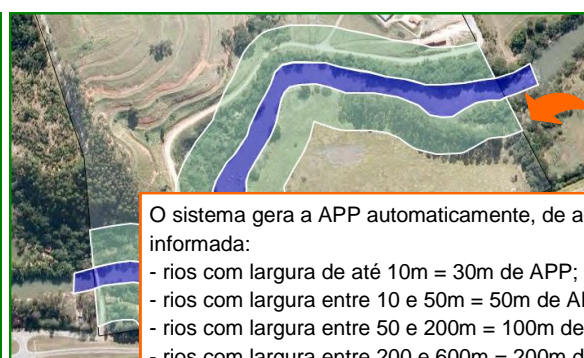 O sistema gera a APP automaticamente, de a
informada:
- rios com largura de até 10m = 30m de APP;
- rios com largura entre 10 e 50m = 50m de
- rios com largura entre 50 e 200m = 100m de
- rios com largura entre 200 e 600m = 200m